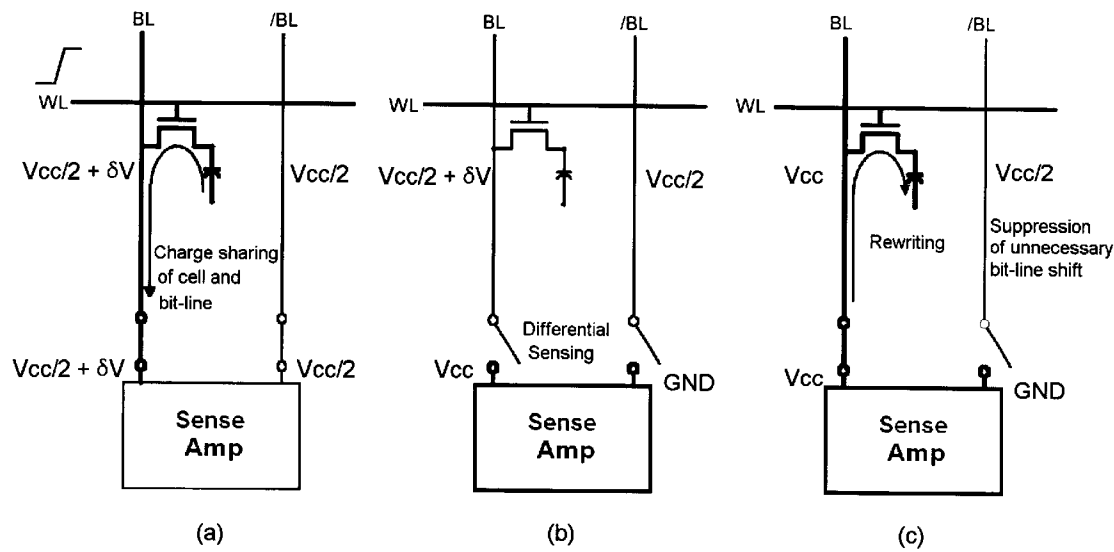 BL /BL
WL
Vcc/2 + δV
Vcc/2
Charge sharing
of cell and
bit-line
Vcc/2 + δV
Vcc/2
Sense
Amp
(a)
BL /BL
WL
Vcc/2 + δV
Vcc/2
Differential
Sensing
Vcc
GND
Sense
Amp
(b)
BL /BL
WL
Vcc
Vcc/2
Rewriting
Suppression
of unnecessary
bit-line shift
Vcc
GND
Sense
Amp
(c)